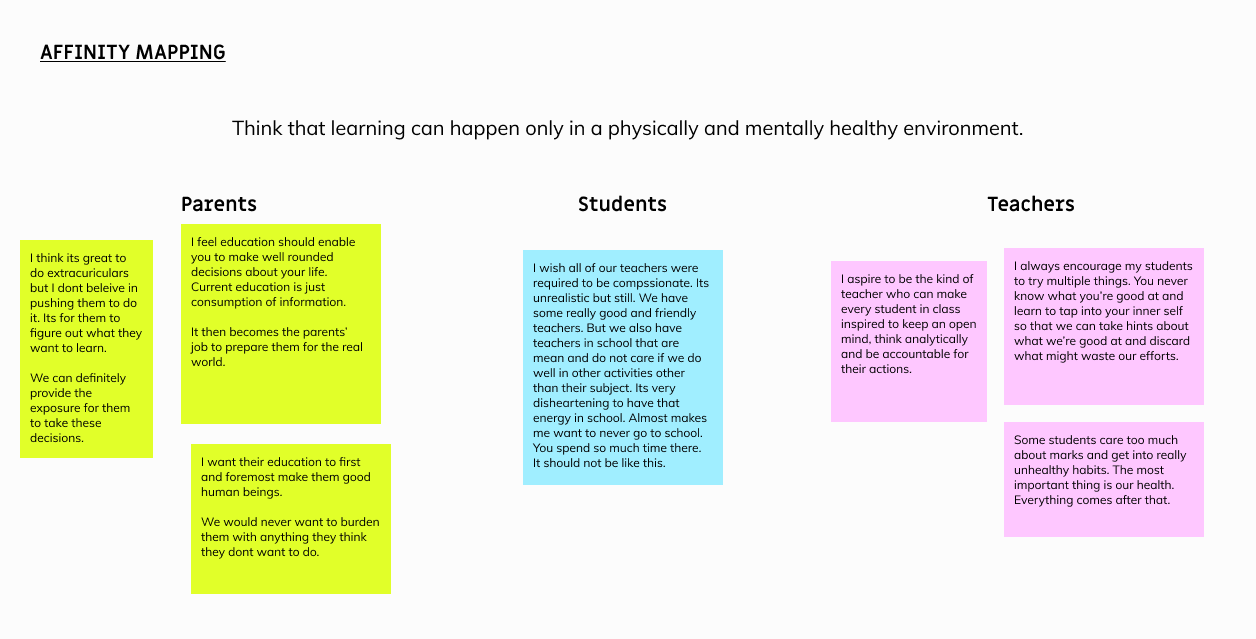 AFFINITY MAPPING
Think that learning can happen only in a physically and mentally healthy environment.
Parents
I think its great to
do extracuriculars
but I dont beleive in
pushing them to do
it. Its for them to
figure out what they
want to learn.
We can definitely
provide the
exposure for them
to take these
decisions.
I feel education should enable
you to make well rounded
decisions about your life.
Current education is just
consumption of information.
It then becomes the parents'
job to prepare them for the real
world.
I want their education to first
and foremost make them good
human beings.
We would never want to burden
them with anything they think
they dont want to do.
Students
I wish all of our teachers were
required to be compssionate. Its
unrealistic but still. We have
some really good and friendly
teachers. But we also have
teachers in school that are
mean and do not care if we do
well in other activities other
than their subject. Its very
disheartening to have that
energy in school. Almost makes
me want to never go to school.
You spend so much time there.
It should not be like this.
Teachers
I aspire to be the kind of
teacher who can make
every student in class
inspired to keep an open
mind, think analytically
and be accountable for
their actions.
I always encourage my students
to try multiple things. You never
know what you're good at and
learn to tap into your inner self
so that we can take hints about
what we're good at and discard
what might waste our efforts.
Some students care too much
about marks and get into really
unhealthy habits. The most
important thing is our health.
Everything comes after that.